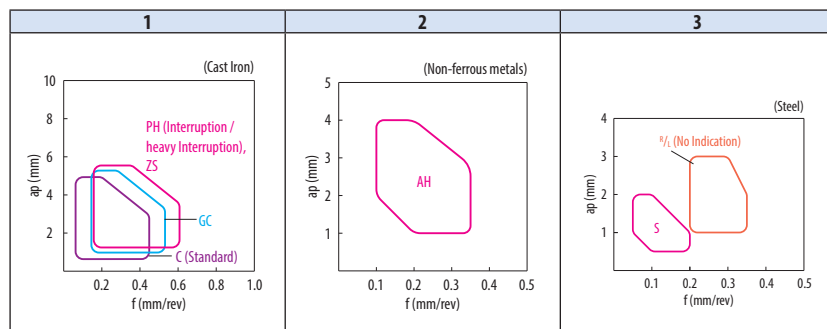 1
2
3
(Cast Iron)
10
8
6
4
2
ap (mm)
PH (Interruption /
heavy Interruption),
ZS
GC
C (Standard)
0.2 0.4 0.6 0.8 1.0
f (mm/rev)
(Non-ferrous metals)
5
4
3
2
1
ap (mm)
AH
0.1 0.2 0.3 0.4 0.5
f (mm/rev)
(Steel)
4
3
2
1
ap (mm)
R/L (No Indication)
S
0.1 0.2 0.3 0.4 0.5
f (mm/rev)